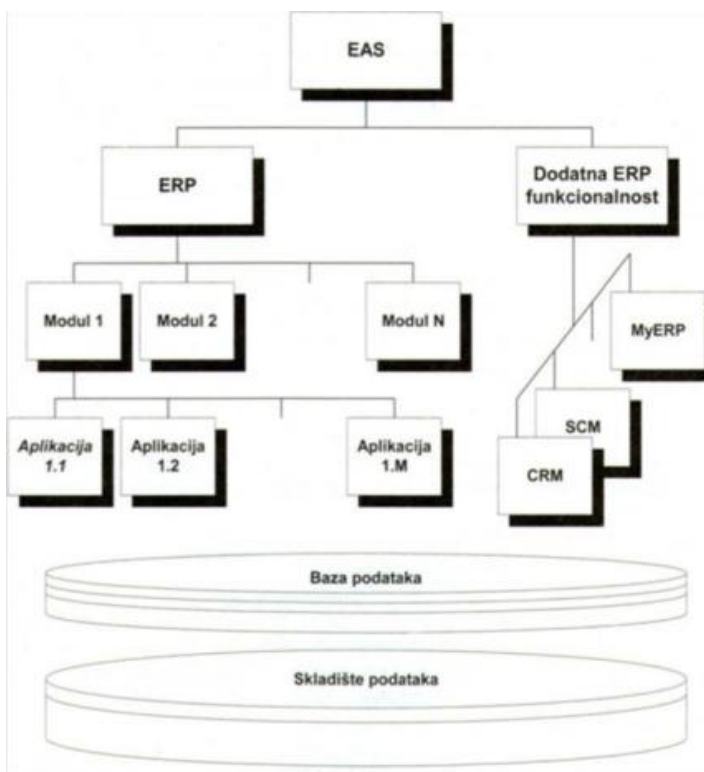 EAS
ERP
Dodatna ERP
funkcionalnost
Modul 1
Modul 2
Modul N
MyERP
Aplikacija
1.1
Aplikacija
1.2
Aplikacija
1.M
SCM
CRM
Baza podataka
Skladište podataka